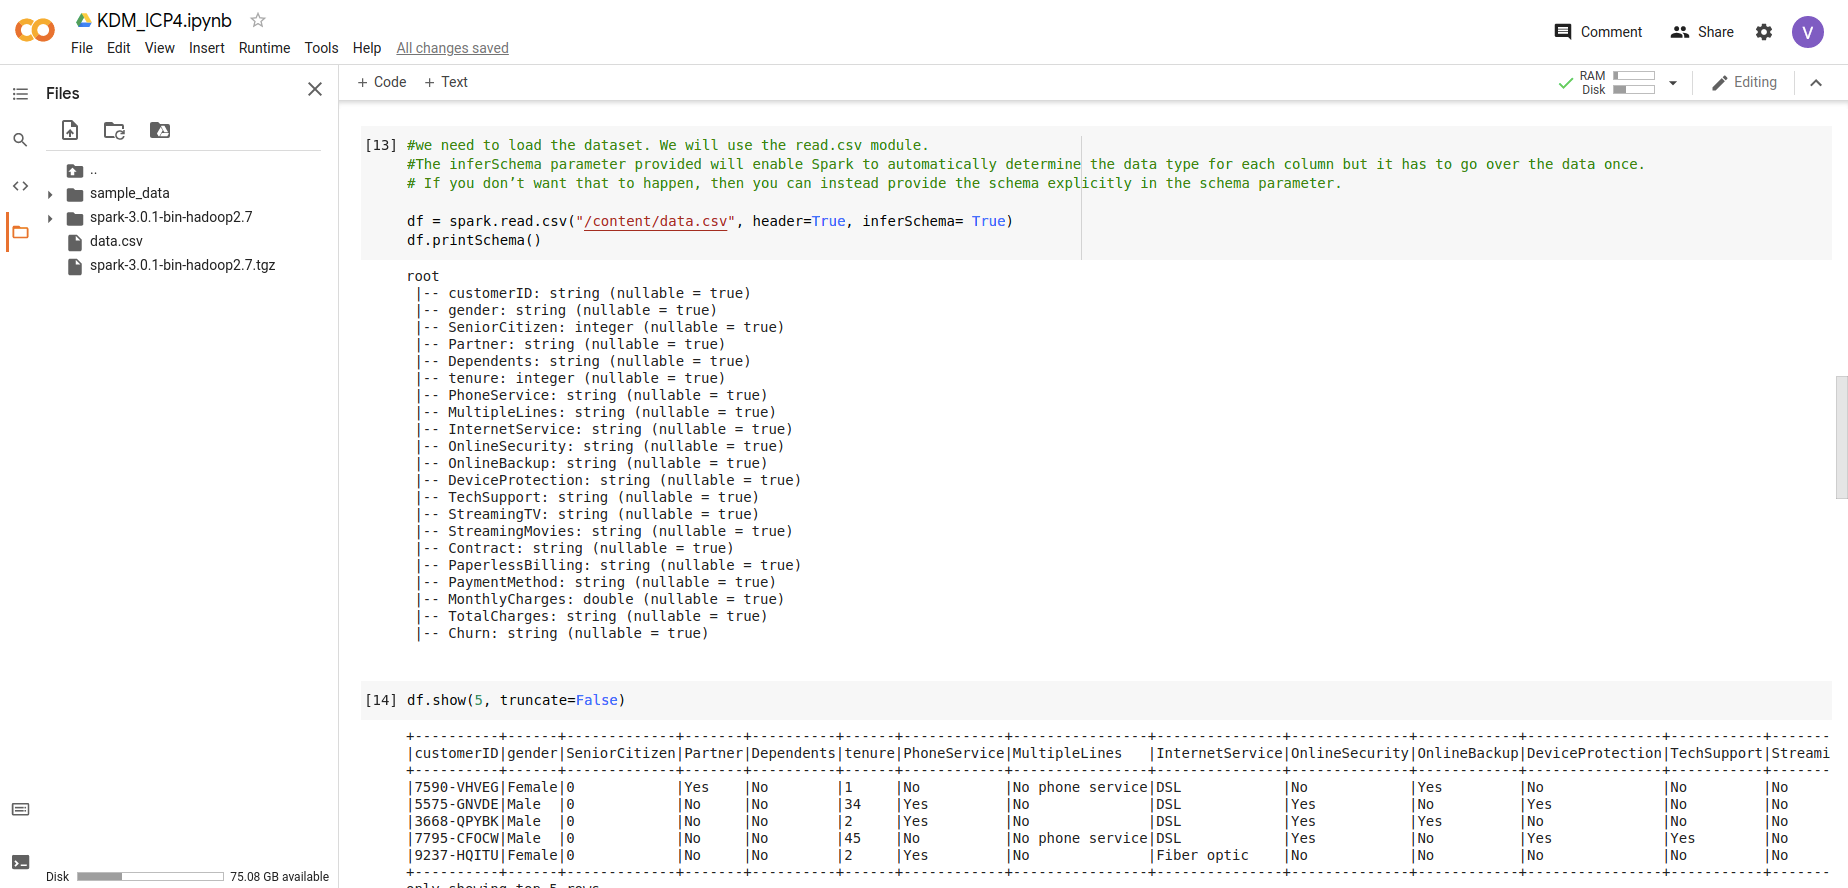 KDM_ICP4.ipynb
File Edit View Insert Runtime Tools Help All changes saved
Comment Share V
Files
+ Code + Text
RAM
Disk
Editing
..
sample_data
spark-3.0.1-bin-hadoop2.7
data.csv
spark-3.0.1-bin-hadoop2.7.tgz
Disk 75.08 GB available
[13] #we need to load the dataset. We will use the read.csv module.
#The inferSchema parameter provided will enable Spark to automatically determine the data type for each column but it has to go over the data once.
# If you don’t want that to happen, then you can instead provide the schema explicitly in the schema parameter.
df = spark.read.csv("/content/data.csv", header=True, inferSchema= True)
df.printSchema()
root
|-- customerID: string (nullable = true)
|-- gender: string (nullable = true)
|-- SeniorCitizen: integer (nullable = true)
|-- Partner: string (nullable = true)
|-- Dependents: string (nullable = true)
|-- tenure: integer (nullable = true)
|-- PhoneService: string (nullable = true)
|-- MultipleLines: string (nullable = true)
|-- InternetService: string (nullable = true)
|-- OnlineSecurity: string (nullable = true)
|-- OnlineBackup: string (nullable = true)
|-- DeviceProtection: string (nullable = true)
|-- TechSupport: string (nullable = true)
|-- StreamingTV: string (nullable = true)
|-- StreamingMovies: string (nullable = true)
|-- Contract: string (nullable = true)
|-- PaperlessBilling: string (nullable = true)
|-- PaymentMethod: string (nullable = true)
|-- MonthlyCharges: double (nullable = true)
|-- TotalCharges: string (nullable = true)
|-- Churn: string (nullable = true)
[14] df.show(5, truncate=False)
+----------+------+-------------+-------+----------+------+------------+----------------+---------------+--------------+------------+----------------+-----------+-------
|customerID|gender|SeniorCitizen|Partner|Dependents|tenure|PhoneService|MultipleLines   |InternetService|OnlineSecurity|OnlineBackup|DeviceProtection|TechSupport|Streami
+----------+------+-------------+-------+----------+------+------------+----------------+---------------+--------------+------------+----------------+-----------+-------
|7590-VHVEG|Female|0            |Yes    |No        |1     |No          |No phone service|DSL            |No            |Yes         |No              |No         |No
|5575-GNVDE|Male  |0            |No     |No        |34    |Yes         |No              |DSL            |Yes           |No          |Yes             |No         |No
|3668-QPYBK|Male  |0            |No     |No        |2     |Yes         |No              |DSL            |Yes           |Yes         |No              |No         |No
|7795-CFOCW|Male  |0            |No     |No        |45    |No          |No phone service|DSL            |Yes           |No          |Yes             |Yes        |No
|9237-HQITU|Female|0            |No     |No        |2     |Yes         |No              |Fiber optic    |No            |No          |No              |No         |No
+----------+------+-------------+-------+----------+------+------------+----------------+---------------+--------------+------------+----------------+-----------+-------
only showing top 5 rows